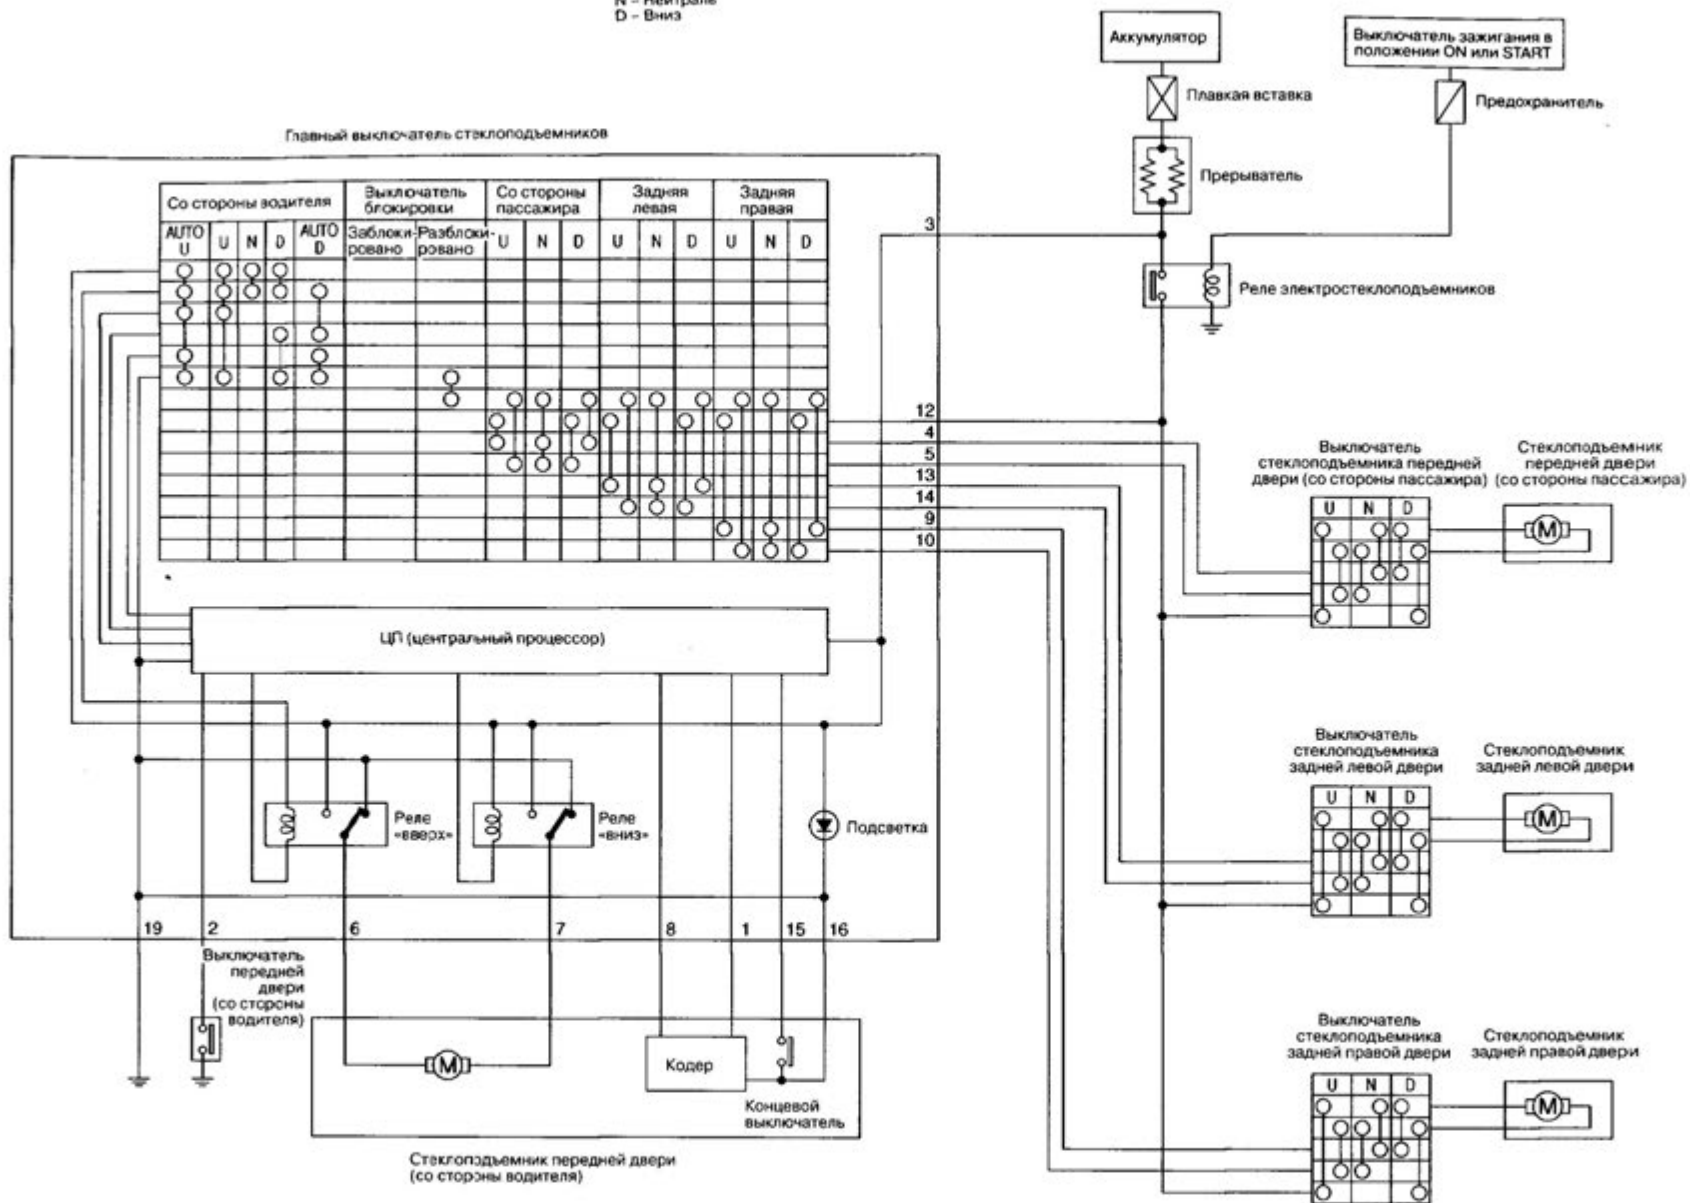 N – Нейтраль
D – Вниз
Аккумулятор
Выключатель зажигания в
положении ON или START
Плавкая вставка
Предохранитель
Главный выключатель стеклоподъемников
Прерыватель
Со стороны водителя
Выключатель
блокировки
Со стороны
пассажира
Задняя
левая
Задняя
правая
AUTO
U
U
N
D
AUTO
D
Заблоки-
ровано
Разблоки-
ровано
U
N
D
U
N
D
U
N
D
3
Реле электростеклоподъемников
12
4
5
13
14
9
10
Выключатель
стеклоподъемника передней
двери (со стороны пассажира)
Стеклоподъемник
передней двери
(со стороны пассажира)
U
N
D
M
ЦП (центральный процессор)
Выключатель
стеклоподъемника
задней левой двери
Стеклоподъемник
задней левой двери
U
N
D
M
Реле
«вверх»
Реле
«вниз»
Подсветка
19
2
6
7
8
1
15
16
Выключатель
передней
двери
(со стороны
водителя)
M
Кодер
Концевой
выключатель
Стеклоподъемник передней двери
(со стороны водителя)
Выключатель
стеклоподъемника
задней правой двери
Стеклоподъемник
задней правой двери
U
N
D
M